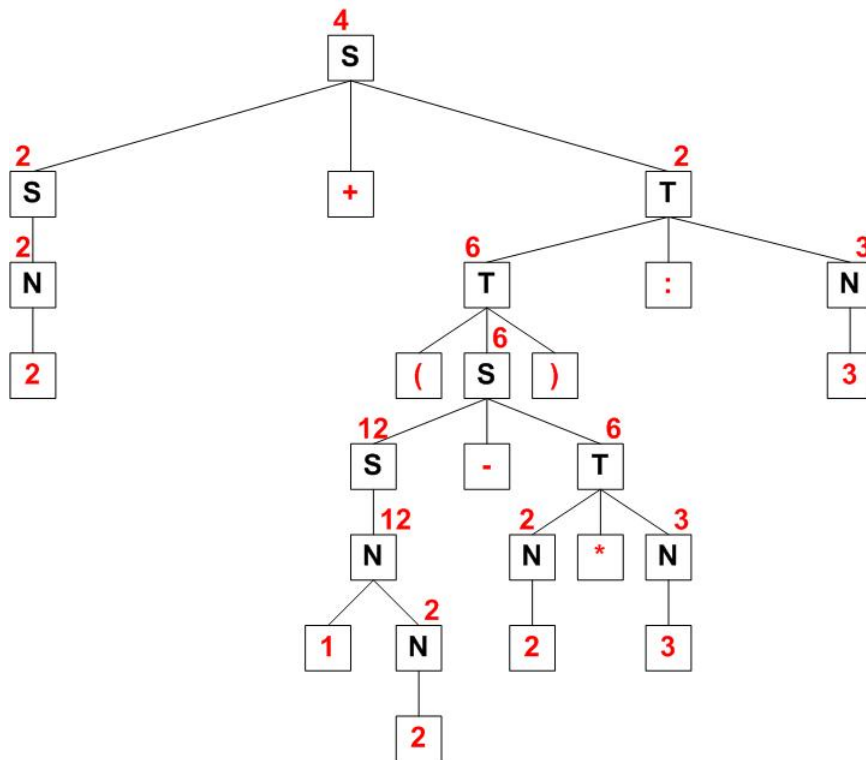 4
S
2 2
S + T
2 6 3
N T : N
6
2 ( S ) 3
12 6
S - T
12 2 3
N N * N
2
1 N 2 3
2